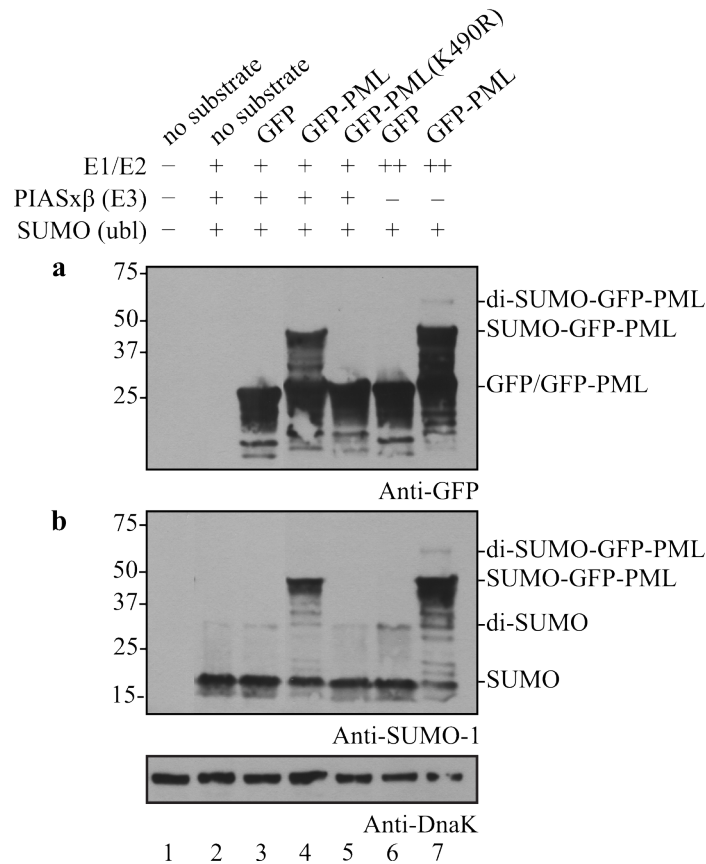 no substrate no substrate GFP GFP-PML GFP-PML(K490R) GFP GFP-PML
E1/E2 – + + + + ++ ++
PIASxβ (E3) – + + + + – –
SUMO (ubl) – + + + + + +
a
75-
50-
37-
25-
di-SUMO-GFP-PML
SUMO-GFP-PML
GFP/GFP-PML
Anti-GFP
b
75-
50-
37-
25-
15-
di-SUMO-GFP-PML
SUMO-GFP-PML
di-SUMO
SUMO
Anti-SUMO-1
Anti-DnaK
1 2 3 4 5 6 7